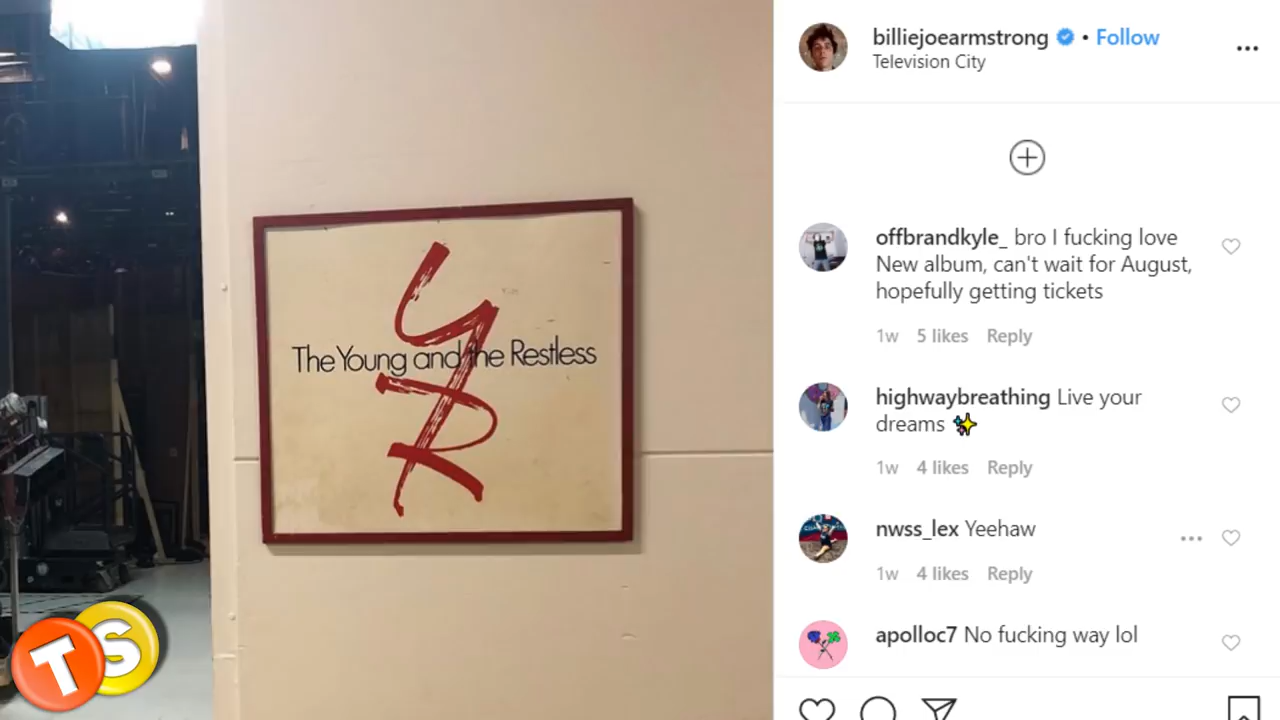 The Young and the Restless
YR
TS
billiejoearmstrong • Follow
Television City
offbrandkyle_ bro I fucking love
New album, can't wait for August,
hopefully getting tickets
1w 5 likes Reply
highwaybreathing Live your
dreams ✨
1w 4 likes Reply
nwss_lex Yeehaw
1w 4 likes Reply
apolloc7 No fucking way lol